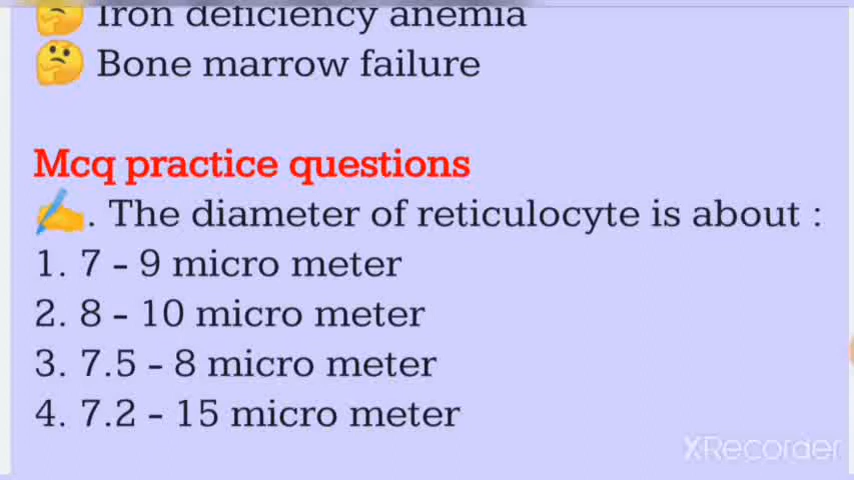 🤔 Iron deficiency anemia
🤔 Bone marrow failure
Mcq practice questions
✍. The diameter of reticulocyte is about :
1. 7 - 9 micro meter
2. 8 - 10 micro meter
3. 7.5 - 8 micro meter
4. 7.2 - 15 micro meter
XRecorder